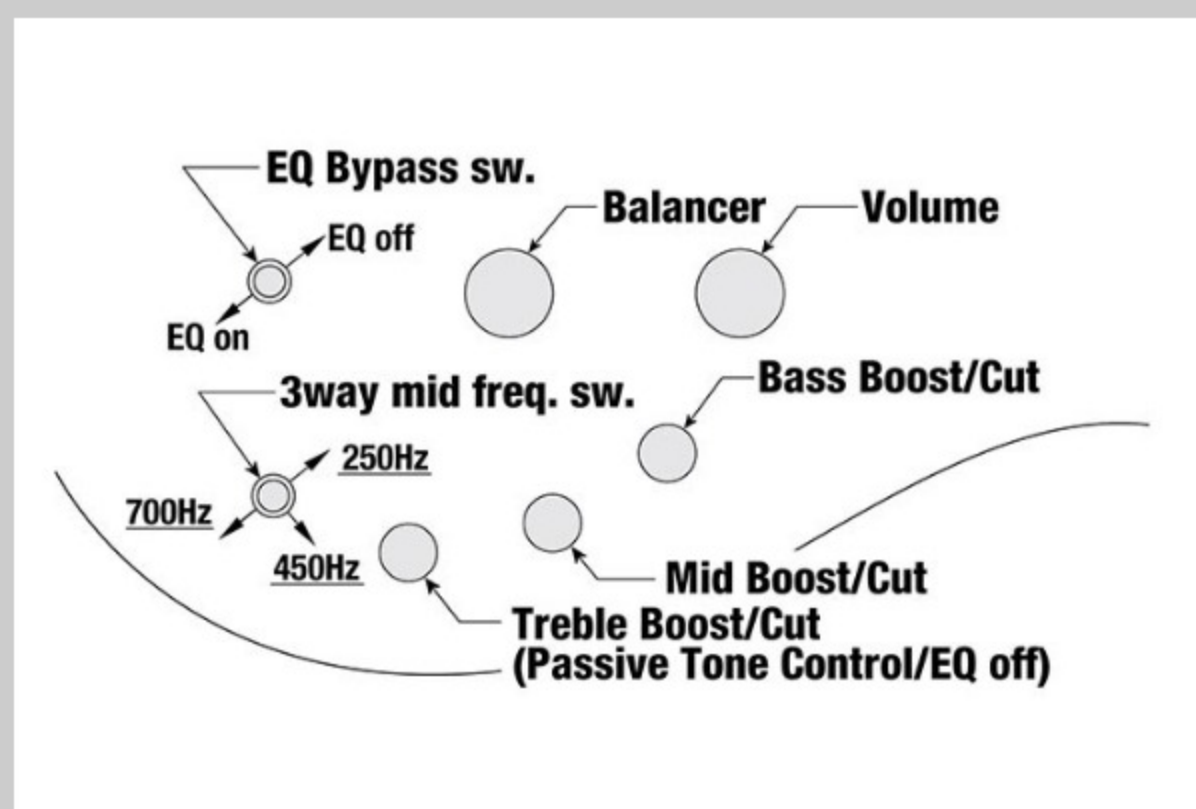 EQ Bypass sw.
EQ off
EQ on
Balancer
Volume
3way mid freq. sw.
250Hz
700Hz
450Hz
Bass Boost/Cut
Mid Boost/Cut
Treble Boost/Cut
(Passive Tone Control/EQ off)